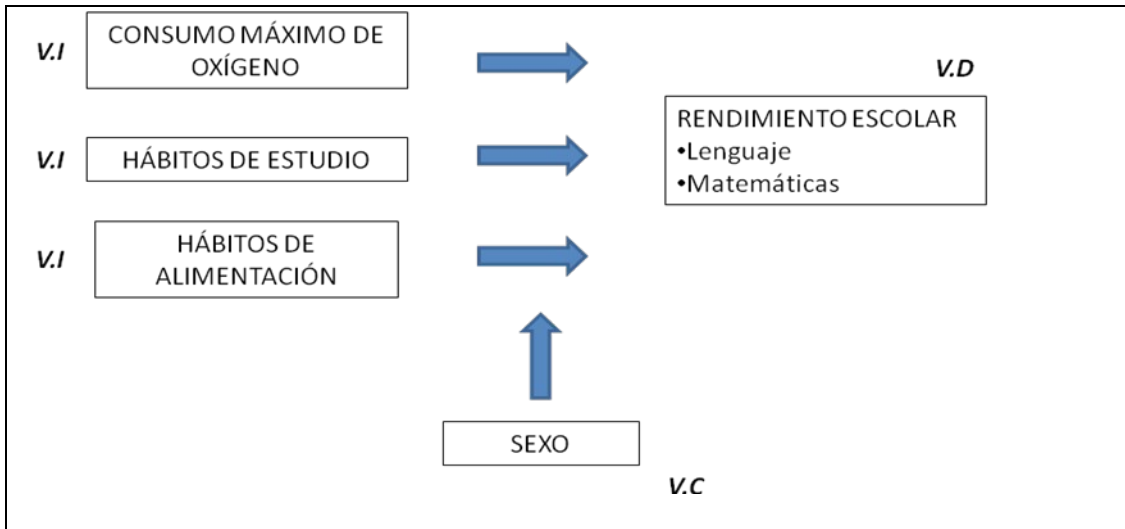 V.I
CONSUMO MÁXIMO DE
OXÍGENO
V.D
RENDIMIENTO ESCOLAR
•Lenguaje
•Matemáticas
V.I
HÁBITOS DE ESTUDIO
V.I
HÁBITOS DE
ALIMENTACIÓN
SEXO
V.C